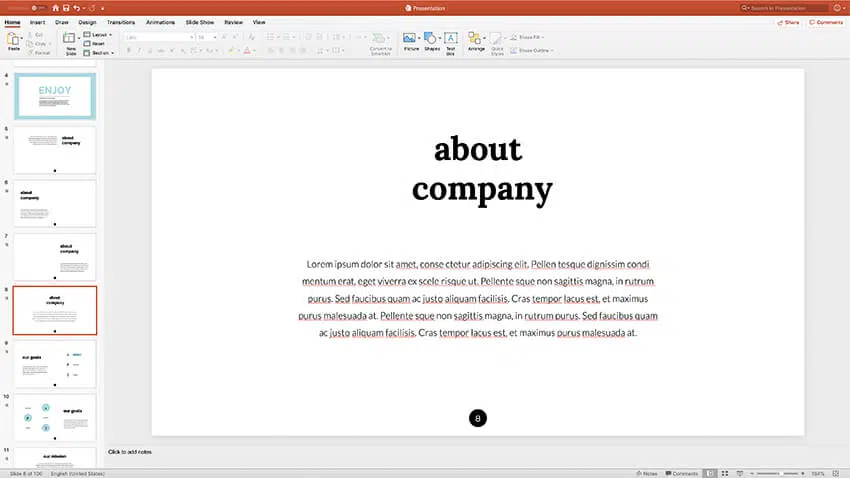 Presentation
Search in Presentation
Home Insert Draw Design Transitions Animations Slide Show Review View
Share Comments
Paste
Cut
Copy
Format
New
Slide
Layout
Reset
Section
Convert to
SmartArt
Picture
Shapes
Text
Box
Arrange
Quick
Styles
Shape Fill
Shape Outline
4
ENJOY
5
about
company
6
about
company
7
about
company
8
about
company
9
our goals
10
our goals
11
our mission
about
company
Lorem ipsum dolor sit amet, conse ctetur adipiscing elit. Pellen tesque dignissim condi
mentum erat, eget viverra ex scele risque ut. Pellente sque non sagittis magna, in rutrum
purus. Sed faucibus quam ac justo aliquam facilisis. Cras tempor lacus est, et maximus
purus malesuada at. Pellente sque non sagittis magna, in rutrum purus. Sed faucibus quam
ac justo aliquam facilisis. Cras tempor lacus est, et maximus purus malesuada at.
8
Click to add notes
Slide 8 of 100 English (United States)
Notes Comments